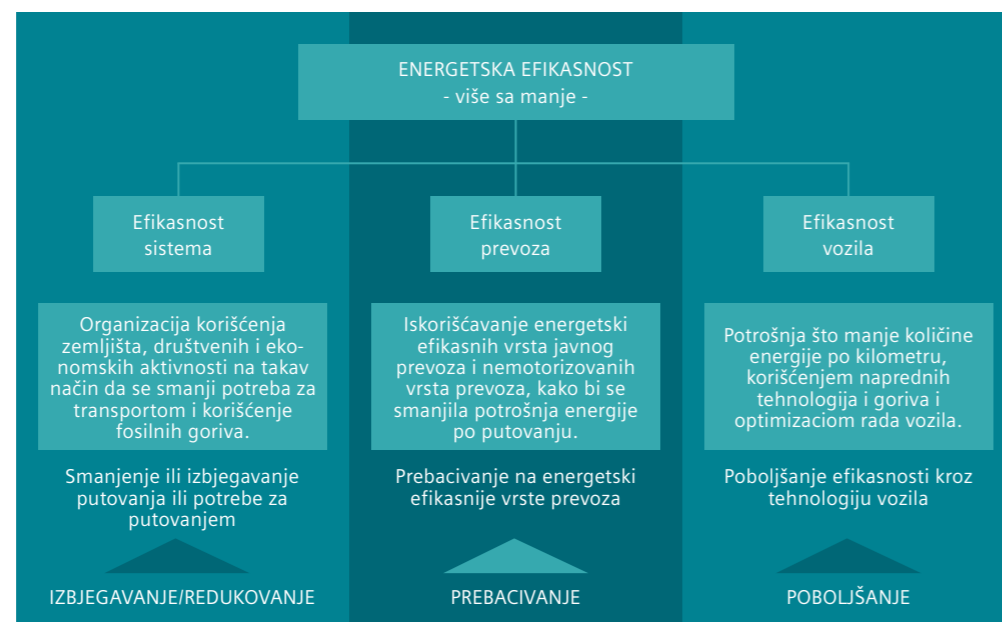 ENERGETSKA EFIKASNOST
- više sa manje -
Efikasnost
sistema
Efikasnost
prevoza
Efikasnost
vozila
Organizacija korišćenja
zemljišta, društvenih i eko-
nomskih aktivnosti na takav
način da se smanji potreba za
transportom i korišćenje
fosilnih goriva.
Iskorišćavanje energetski
efikasnih vrsta javnog
prevoza i nemotorizovanih
vrsta prevoza, kako bi se
smanjila potrošnja energije
po putovanju.
Potrošnja što manje količine
energije po kilometru,
korišćenjem naprednih
tehnologija i goriva i
optimizaciom rada vozila.
Smanjenje ili izbjegavanje
putovanja ili potrebe za
putovanjem
Prebacivanje na energetski
efikasnije vrste prevoza
Poboljšanje efikasnosti kroz
tehnologiju vozila
IZBJEGAVANJE/REDUKOVANJE
PREBACIVANJE
POBOLJŠANJE